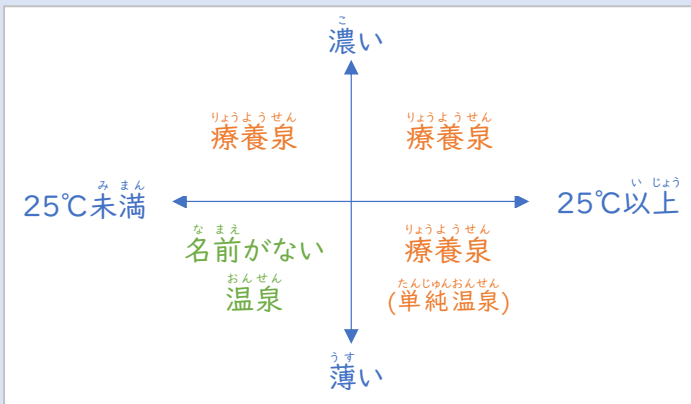 こ
濃い
りょうようせん りょうようせん
療養泉 療養泉
みまん いじょう
25℃未満 25℃以上
なまえ りょうようせん
名前がない 療養泉
おんせん たんじゅんおんせん
温泉 (単純温泉)
うす
薄い